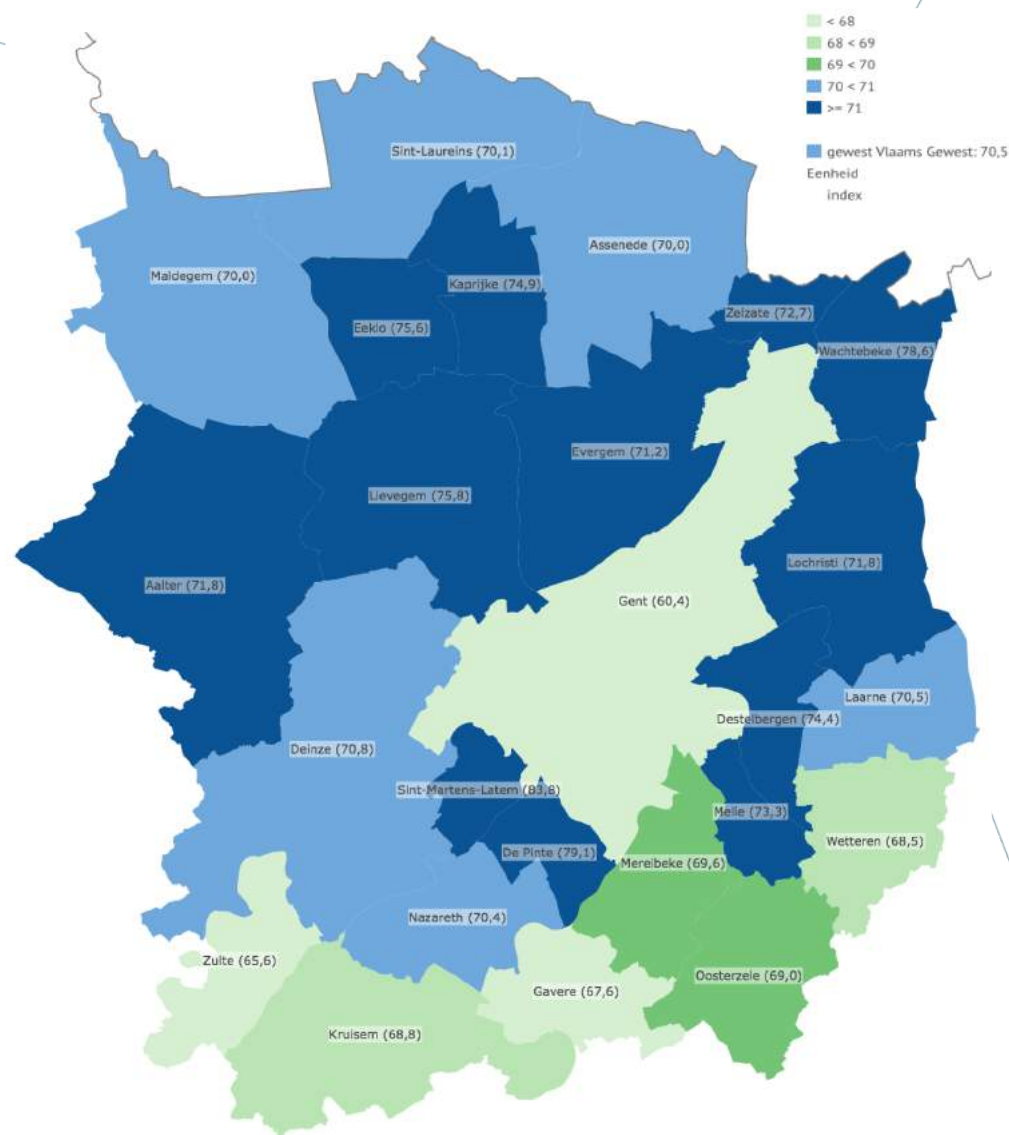 < 68
68 < 69
69 < 70
70 < 71
>= 71
gewest Vlaams Gewest: 70,5
Eenheid
index
Sint-Laureins (70,1)
Assenede (70,0)
Maldegem (70,0)
Kaprijke (74,9)
Zelzate (72,7)
Eeklo (75,6)
Wachtebeke (78,6)
Evergem (71,2)
Lievegem (75,8)
Lochristi (71,8)
Aalter (71,8)
Gent (60,4)
Laarne (70,5)
Destelbergen (74,4)
Deinze (70,8)
Sint-Martens-Latem (83,8)
Melle (73,3)
Wetteren (68,5)
De Pinte (79,1)
Merelbeke (69,6)
Nazareth (70,4)
Zulte (65,6)
Oosterzele (69,0)
Gavere (67,6)
Kruisem (68,8)